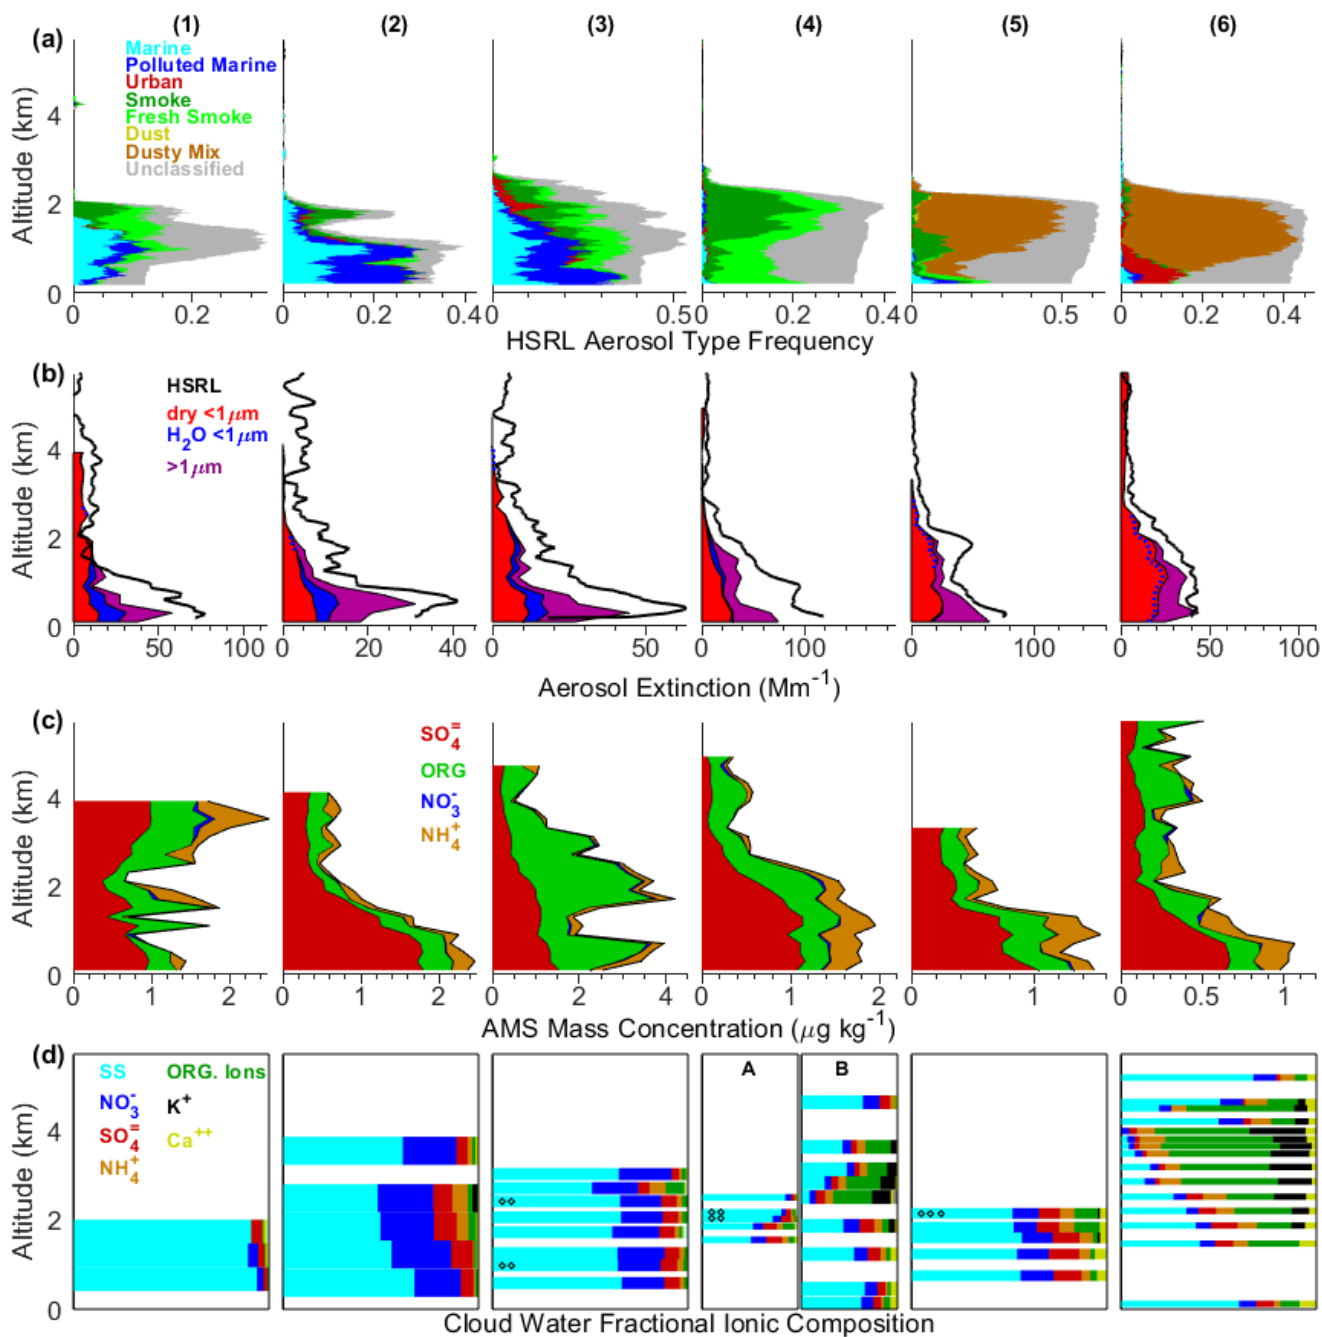 (1) (2) (3) (4) (5) (6)
(a)
Marine
Polluted Marine
Urban
Smoke
Fresh Smoke
Dust
Dusty Mix
Unclassified
Altitude (km)
4
2
0
0.2 0 0.2 0.4 0 0.5 0 0.2 0.4 0 0.5 0 0.2 0.4
HSRL Aerosol Type Frequency
(b)
HSRL
dry <1μm
H₂O <1μm
>1μm
Altitude (km)
4
2
0
0 50 100 0 20 40 0 50 0 100 0 100 0 50 100
Aerosol Extinction (Mm⁻¹)
(c)
SO₄⁼
ORG
NO₃⁻
NH₄⁺
Altitude (km)
4
2
0
1 2 0 1 2 0 2 4 0 1 2 0 1 0 0.5 1
AMS Mass Concentration (μg kg⁻¹)
(d)
SS ORG. Ions
NO₃⁻ K⁺
SO₄⁼ Ca⁺⁺
NH₄⁺
A B
Altitude (km)
4
2
0
Cloud Water Fractional Ionic Composition